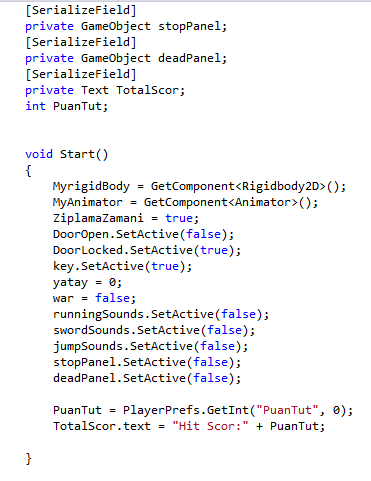 [SerializeField]
private GameObject stopPanel;
[SerializeField]
private GameObject deadPanel;
[SerializeField]
private Text TotalScor;
int PuanTut;
void Start()
{
MyrigidBody = GetComponent<Rigidbody2D>();
MyAnimator = GetComponent<Animator>();
ZiplamaZamani = true;
DoorOpen.SetActive(false);
DoorLocked.SetActive(true);
key.SetActive(true);
yatay = 0;
war = false;
runningSounds.SetActive(false);
swordSounds.SetActive(false);
jumpSounds.SetActive(false);
stopPanel.SetActive(false);
deadPanel.SetActive(false);
PuanTut = PlayerPrefs.GetInt("PuanTut", 0);
TotalScor.text = "Hit Scor:" + PuanTut;
}